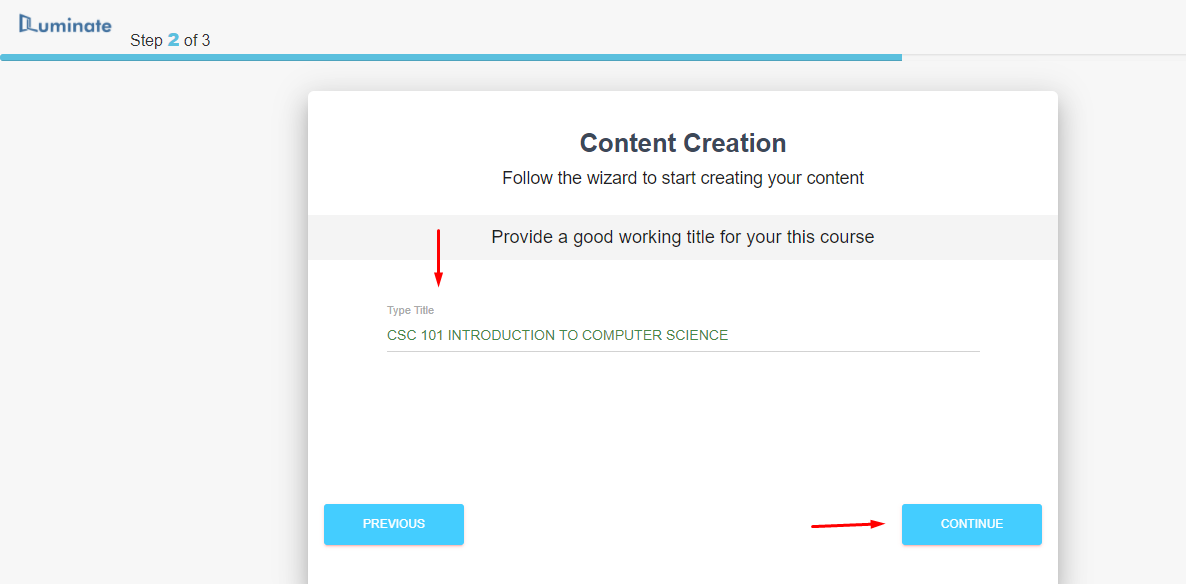 Iluminate
Step 2 of 3
Content Creation
Follow the wizard to start creating your content
Provide a good working title for your this course
Type Title
CSC 101 INTRODUCTION TO COMPUTER SCIENCE
PREVIOUS
CONTINUE